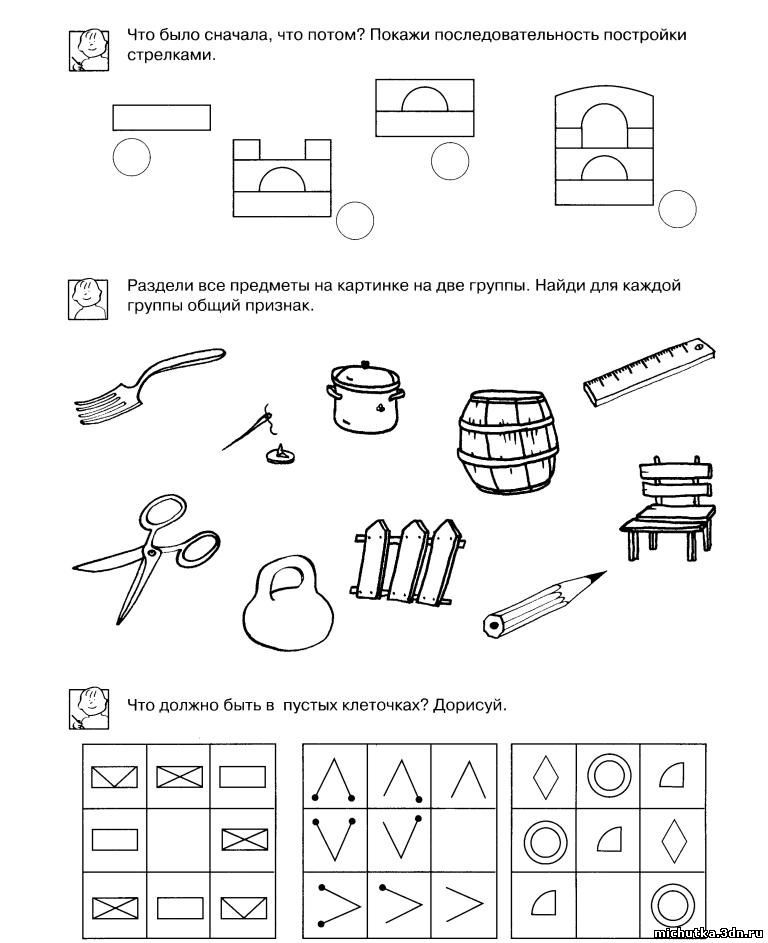 Что было сначала, что потом? Покажи последовательность постройки
стрелками.
Раздели все предметы на картинке на две группы. Найди для каждой
группы общий признак.
Что должно быть в пустых клеточках? Дорисуй.
michutka.3dn.ru